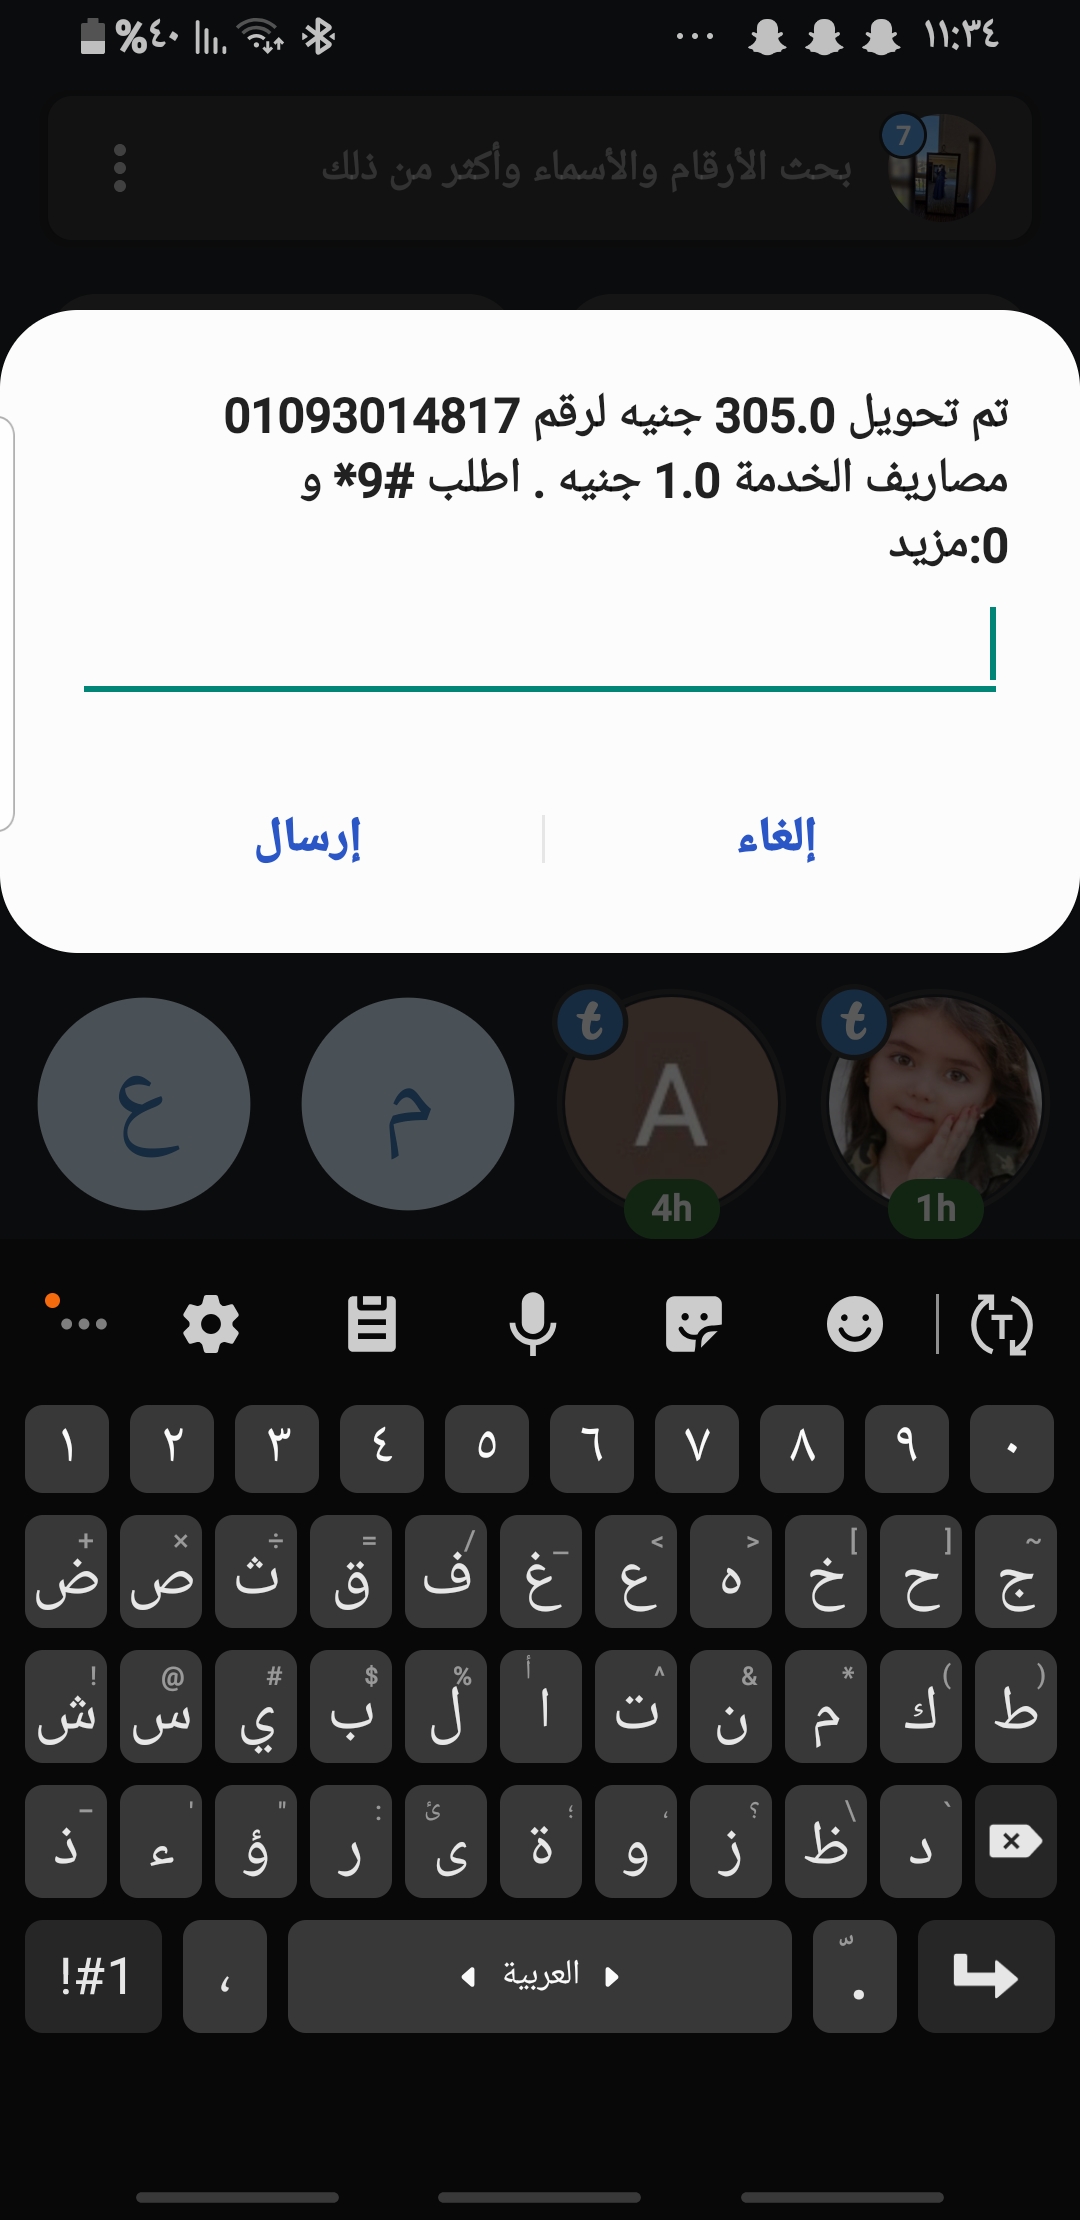 ١١:٣٤
%٤٠
7
بحث الأرقام والأسماء وأكثر من ذلك
تم تحويل 305.0 جنيه لرقم 01093014817
مصاريف الخدمة 1.0 جنيه . اطلب #9* و
0:مزيد
إلغاء
إرسال
ع م t A t
4h 1h
T
١ ٢ ٣ ٤ ٥ ٦ ٧ ٨ ٩ ٠
+ × ÷ = / _ < > [ ] ~
ض ص ث ق ف غ ع ه خ ح ج
! @ # $ % أ ^ & * ( )
ش س ي ب ل ا ت ن م ك ط
– ' " : ئ ؛ ، ؟ \ `
ذ ء ؤ ر ى ة و ز ظ د
!#1 ، العربية .